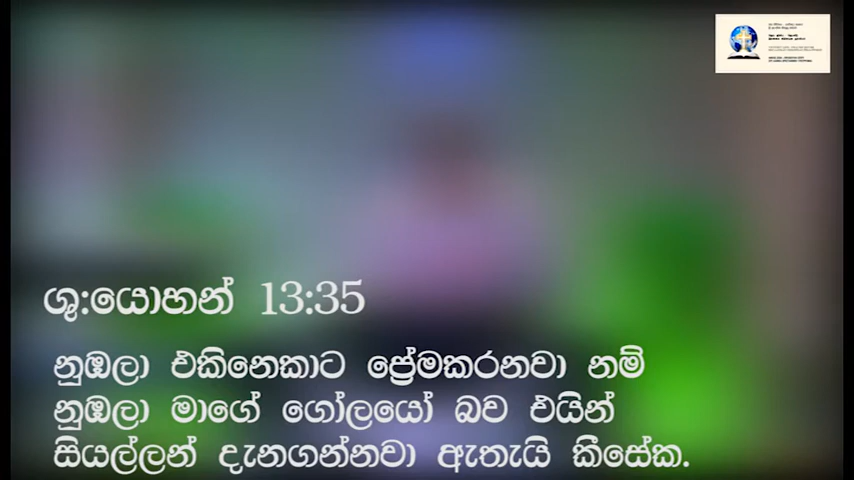 ශු:යොහන් 13:35
නුඹලා එකිනෙකාට ප්‍රේමකරනවා නම්
නුඹලා මාගේ ගෝලයෝ බව එයින්
සියල්ලන් දැනගන්නවා ඇතැයි කීසේක.